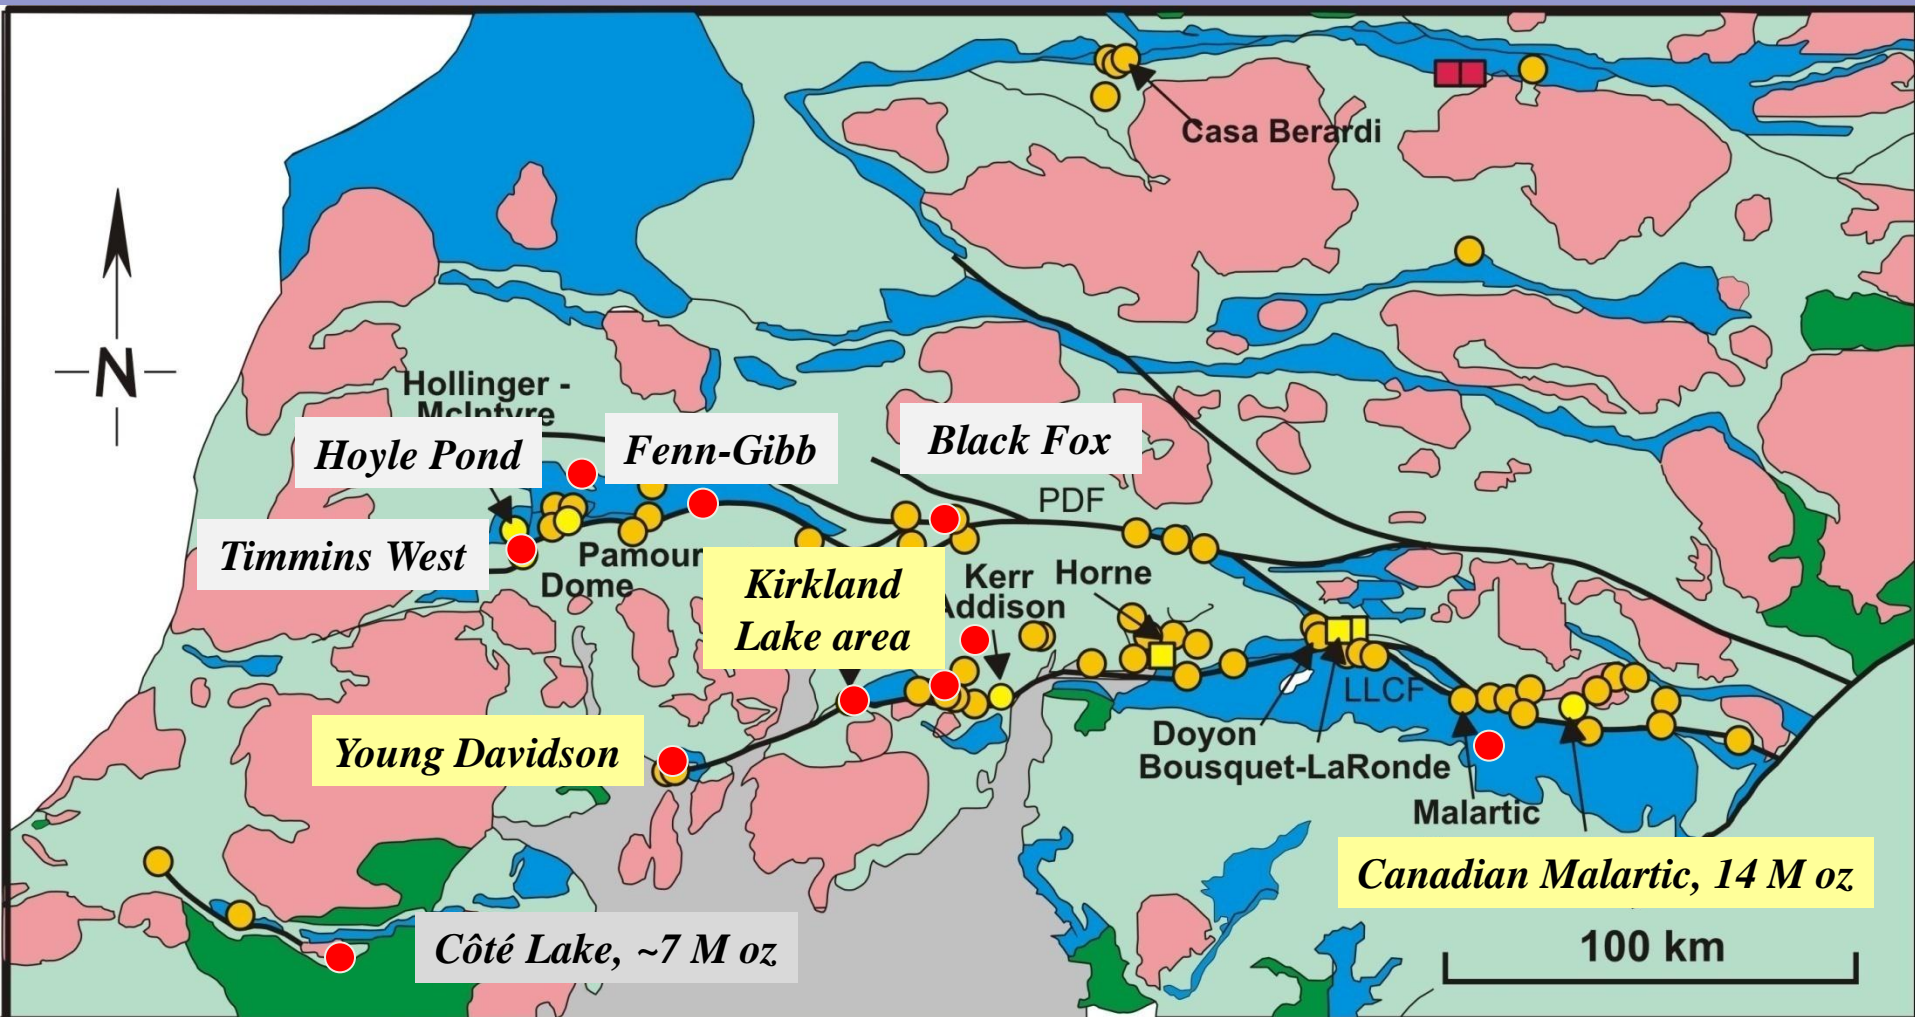 Casa Berardi
N
Hollinger -
McIntyre
Hoyle Pond
Fenn-Gibb
Black Fox
PDF
Timmins West
Pamour
Dome
Kirkland
Lake area
Kerr
Addison
Horne
LLCF
Young Davidson
Doyon
Bousquet-LaRonde
Malartic
Canadian Malartic, 14 M oz
Côté Lake, ~7 M oz
100 km